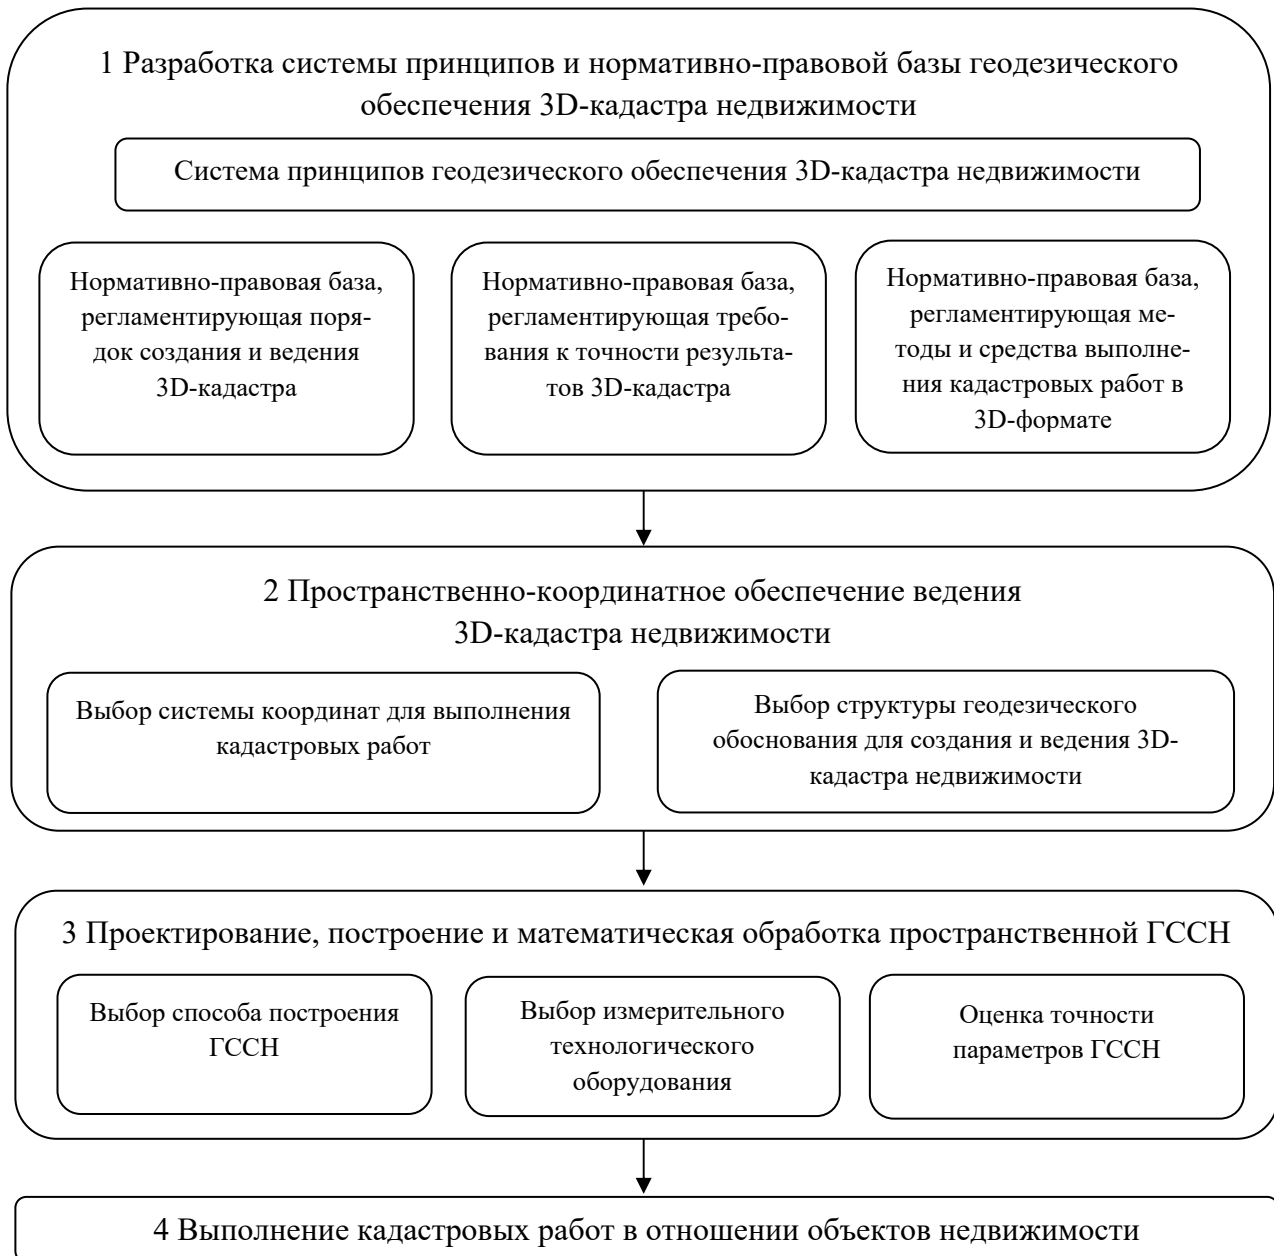 1 Разработка системы принципов и нормативно-правовой базы геодезического
обеспечения 3D-кадастра недвижимости
Система принципов геодезического обеспечения 3D-кадастра недвижимости
Нормативно-правовая база,
регламентирующая поря-
док создания и ведения
3D-кадастра
Нормативно-правовая база,
регламентирующая требо-
вания к точности результа-
тов 3D-кадастра
Нормативно-правовая база,
регламентирующая ме-
тоды и средства выполне-
ния кадастровых работ в
3D-формате
2 Пространственно-координатное обеспечение ведения
3D-кадастра недвижимости
Выбор системы координат для выполнения
кадастровых работ
Выбор структуры геодезического
обоснования для создания и ведения 3D-
кадастра недвижимости
3 Проектирование, построение и математическая обработка пространственной ГССН
Выбор способа построения
ГССН
Выбор измерительного
технологического
оборудования
Оценка точности
параметров ГССН
4 Выполнение кадастровых работ в отношении объектов недвижимости